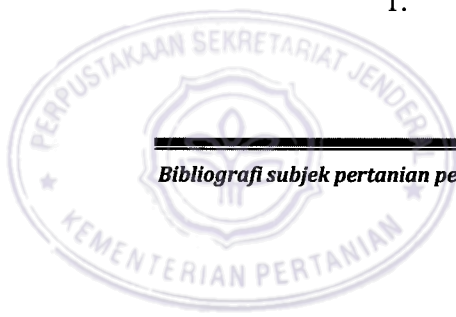 1.
PERPUSTAKAAN SEKRETARIAT JENDERAL
Bibliografi subjek pertanian pe
KEMENTERIAN PERTANIAN